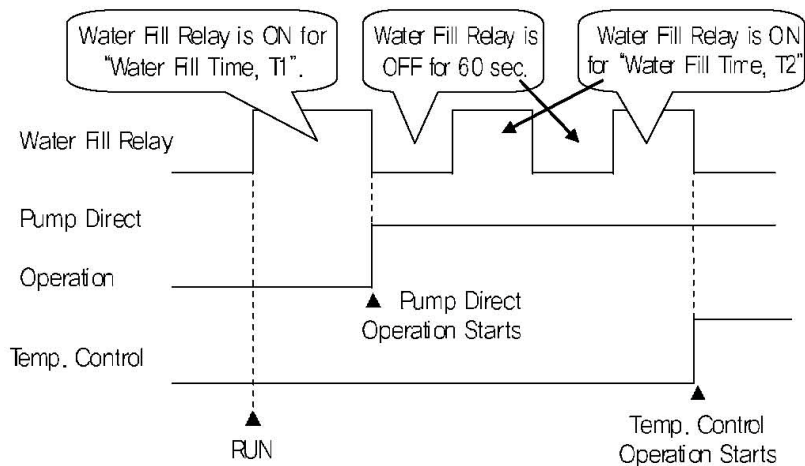 Water Fill Relay is ON for
“Water Fill Time, T1”.
Water Fill Relay is
OFF for 60 sec.
Water Fill Relay is ON
for “Water Fill Time, T2”
Water Fill Relay
Pump Direct
Operation
Pump Direct
Operation Starts
Temp. Control
RUN
Temp. Control
Operation Starts